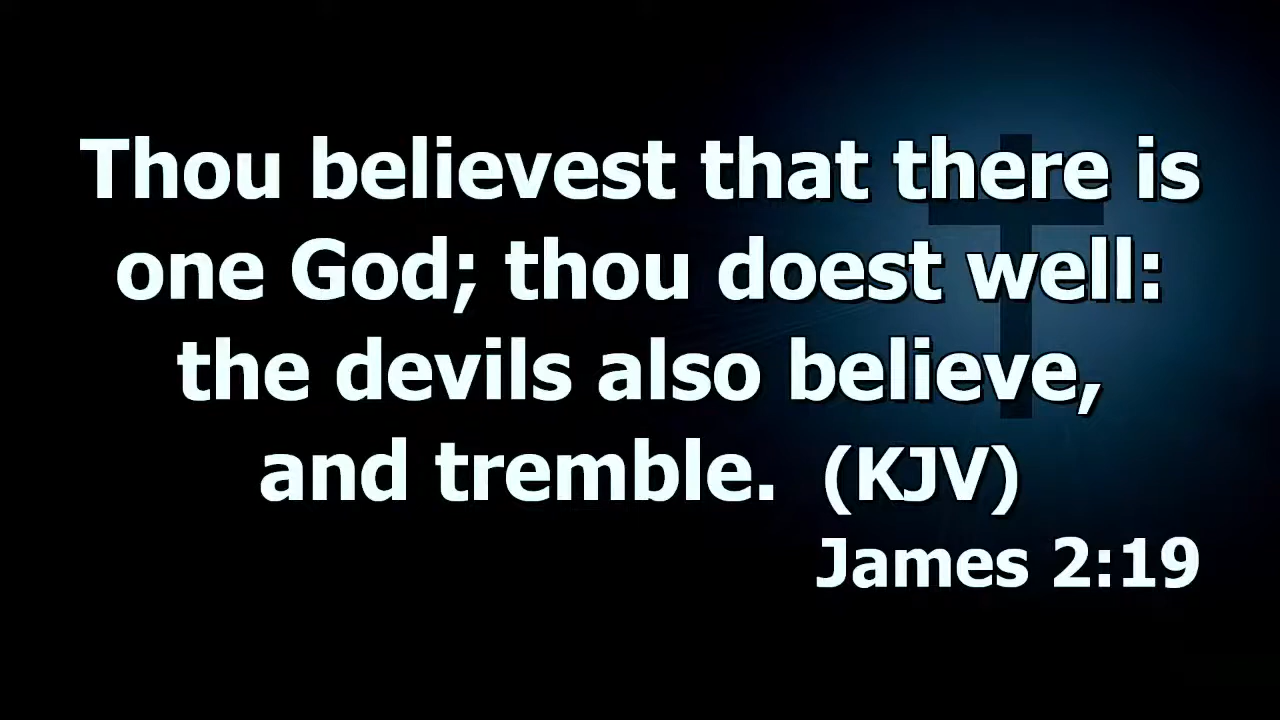 Thou believest that there is
one God; thou doest well:
the devils also believe,
and tremble. (KJV)
James 2:19